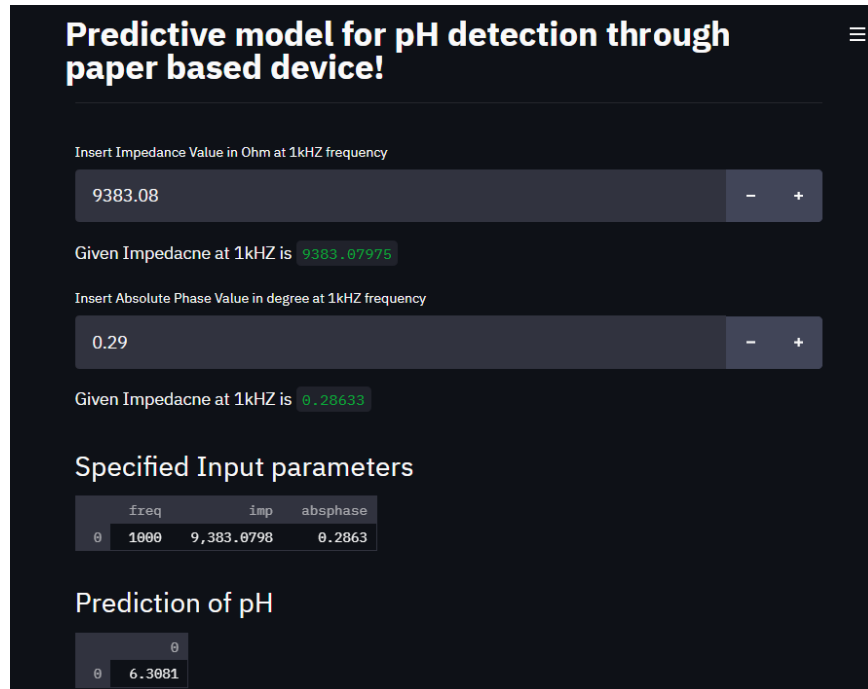 Predictive model for pH detection through
paper based device!
Insert Impedance Value in Ohm at 1kHZ frequency
9383.08
Given Impedacne at 1kHZ is 9383.07975
Insert Absolute Phase Value in degree at 1kHZ frequency
0.29
Given Impedacne at 1kHZ is 0.28633
Specified Input parameters
freq imp absphase
0 1000 9,383.0798 0.2863
Prediction of pH
0
0 6.3081